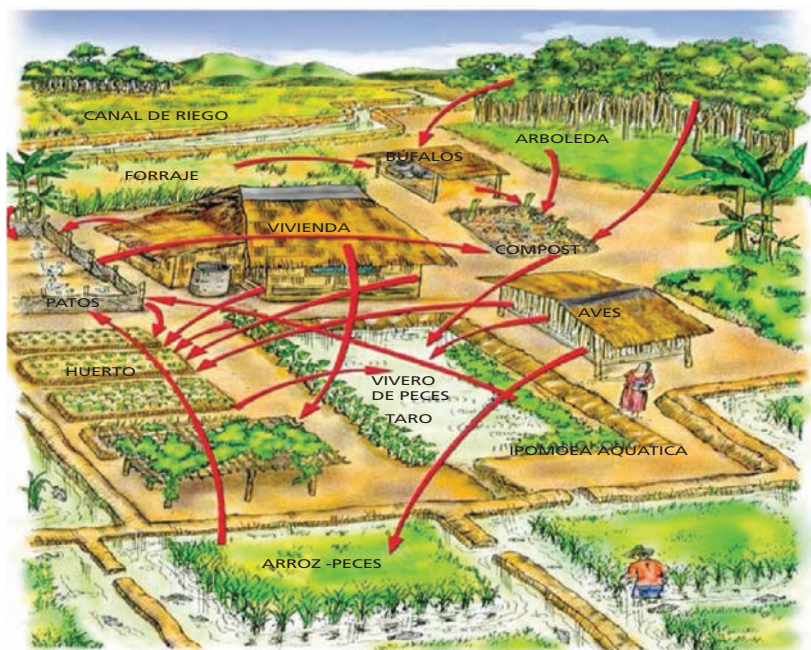 CANAL DE RIEGO
ARBOLEDA
BÚFALOS
FORRAJE
VIVIENDA
COMPOST
PATOS
AVES
HUERTO
VIVERO
DE PECES
TARO
IPOMOEA AQUATICA
ARROZ -PECES